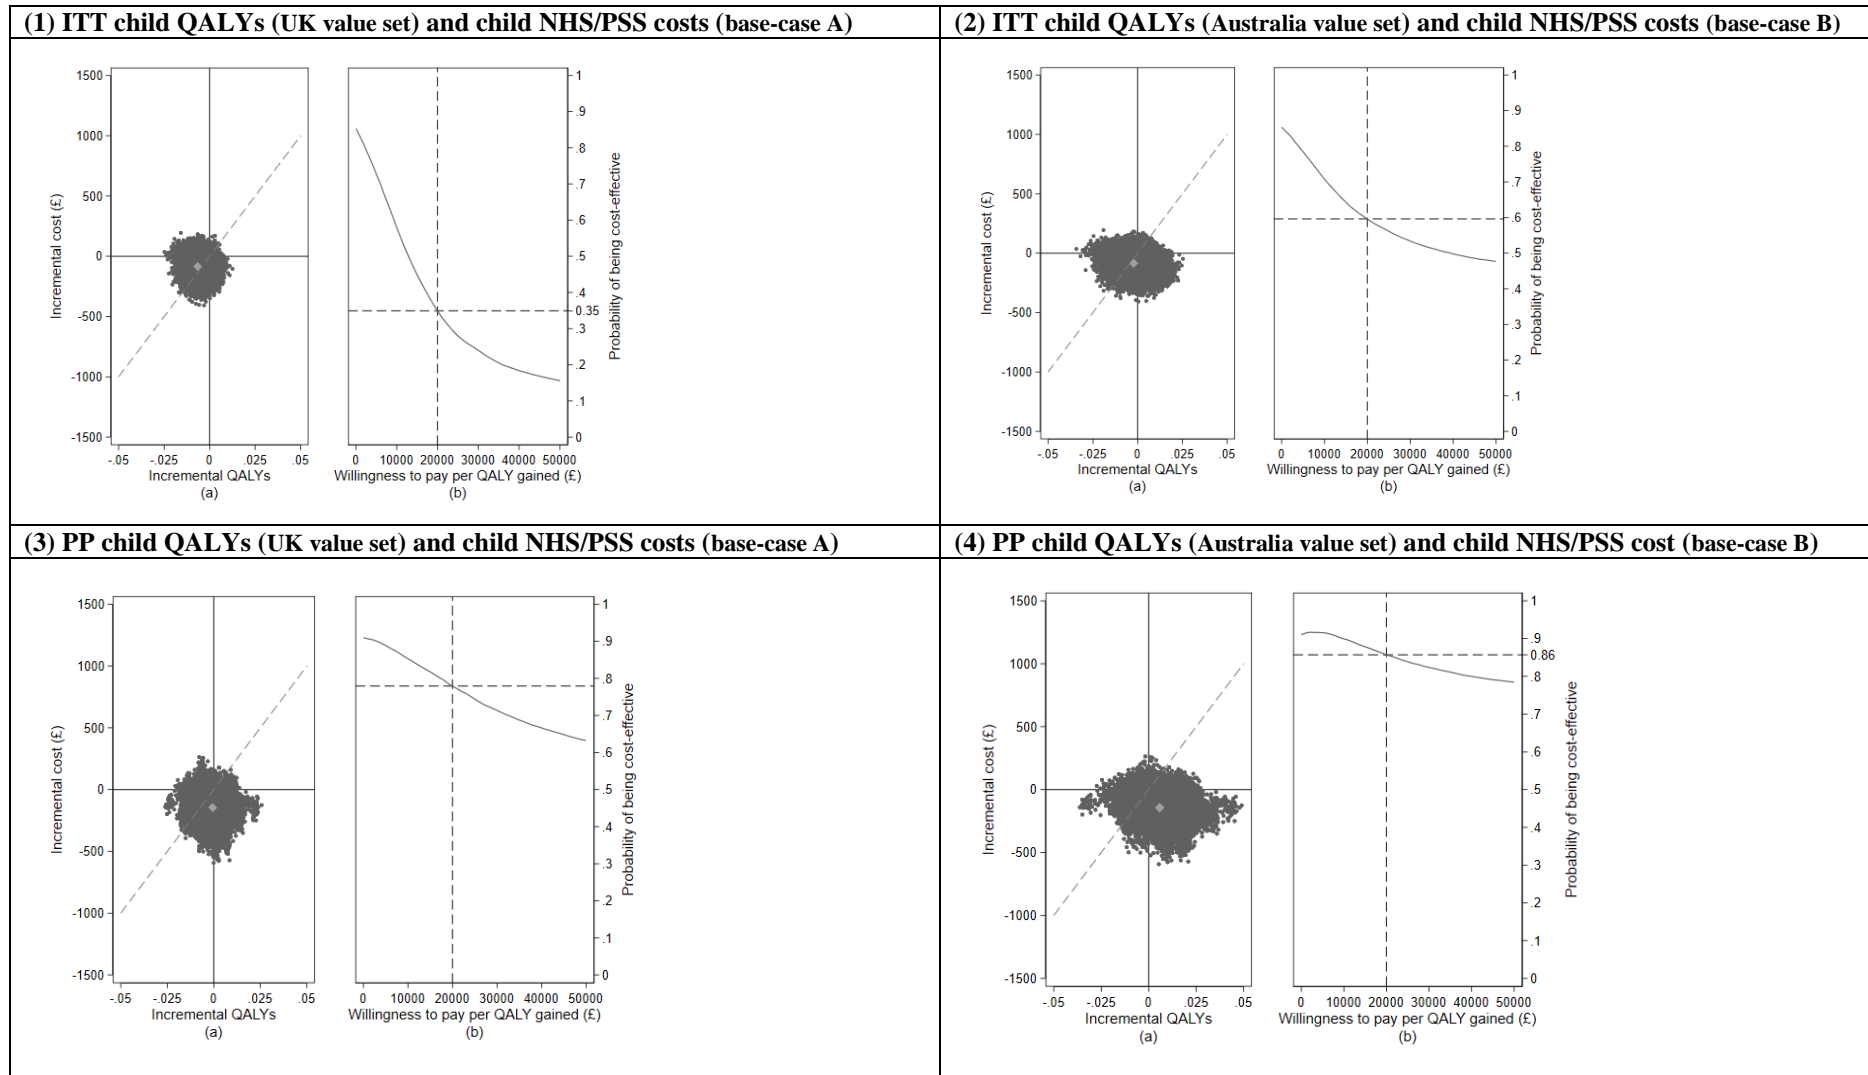 (1) ITT child QALYs (UK value set) and child NHS/PSS costs (base-case A)
1500
1000
500
0
-500
-1000
-1500
Incremental cost (£)
-.05 -.025 0 .025 .05
Incremental QALYs
(a)
1
.9
.8
.7
.6
.5
.4
0.35
.3
.2
.1
0
Probability of being cost-effective
0 10000 20000 30000 40000 50000
Willingness to pay per QALY gained (£)
(b)
(2) ITT child QALYs (Australia value set) and child NHS/PSS costs (base-case B)
1500
1000
500
0
-500
-1000
-1500
Incremental cost (£)
-.05 -.025 0 .025 .05
Incremental QALYs
(a)
1
.9
.8
.7
.6
.5
.4
.3
.2
.1
0
Probability of being cost-effective
0 10000 20000 30000 40000 50000
Willingness to pay per QALY gained (£)
(b)
(3) PP child QALYs (UK value set) and child NHS/PSS costs (base-case A)
1500
1000
500
0
-500
-1000
-1500
Incremental cost (£)
-.05 -.025 0 .025 .05
Incremental QALYs
(a)
1
.9
.8
.7
.6
.5
.4
.3
.2
.1
0
Probability of being cost-effective
0 10000 20000 30000 40000 50000
Willingness to pay per QALY gained (£)
(b)
(4) PP child QALYs (Australia value set) and child NHS/PSS cost (base-case B)
1500
1000
500
0
-500
-1000
-1500
Incremental cost (£)
-.05 -.025 0 .025 .05
Incremental QALYs
(a)
1
.9
0.86
.8
.7
.6
.5
.4
.3
.2
.1
0
Probability of being cost-effective
0 10000 20000 30000 40000 50000
Willingness to pay per QALY gained (£)
(b)